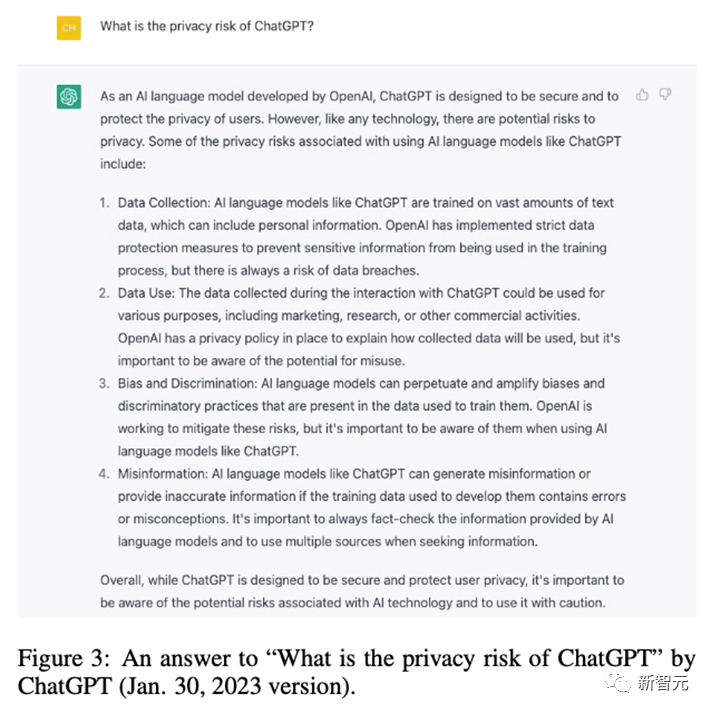 CH
What is the privacy risk of ChatGPT?
As an AI language model developed by OpenAI, ChatGPT is designed to be secure and to
protect the privacy of users. However, like any technology, there are potential risks to
privacy. Some of the privacy risks associated with using AI language models like ChatGPT
include:
1. Data Collection: AI language models like ChatGPT are trained on vast amounts of text
data, which can include personal information. OpenAI has implemented strict data
protection measures to prevent sensitive information from being used in the training
process, but there is always a risk of data breaches.
2. Data Use: The data collected during the interaction with ChatGPT could be used for
various purposes, including marketing, research, or other commercial activities.
OpenAI has a privacy policy in place to explain how collected data will be used, but it's
important to be aware of the potential for misuse.
3. Bias and Discrimination: AI language models can perpetuate and amplify biases and
discriminatory practices that are present in the data used to train them. OpenAI is
working to mitigate these risks, but it's important to be aware of them when using AI
language models like ChatGPT.
4. Misinformation: AI language models like ChatGPT can generate misinformation or
provide inaccurate information if the training data used to develop them contains errors
or misconceptions. It's important to always fact-check the information provided by AI
language models and to use multiple sources when seeking information.
Overall, while ChatGPT is designed to be secure and protect user privacy, it's important to
be aware of the potential risks associated with AI technology and to use it with caution.
Figure 3: An answer to “What is the privacy risk of ChatGPT” by
ChatGPT (Jan. 30, 2023 version).
新智元